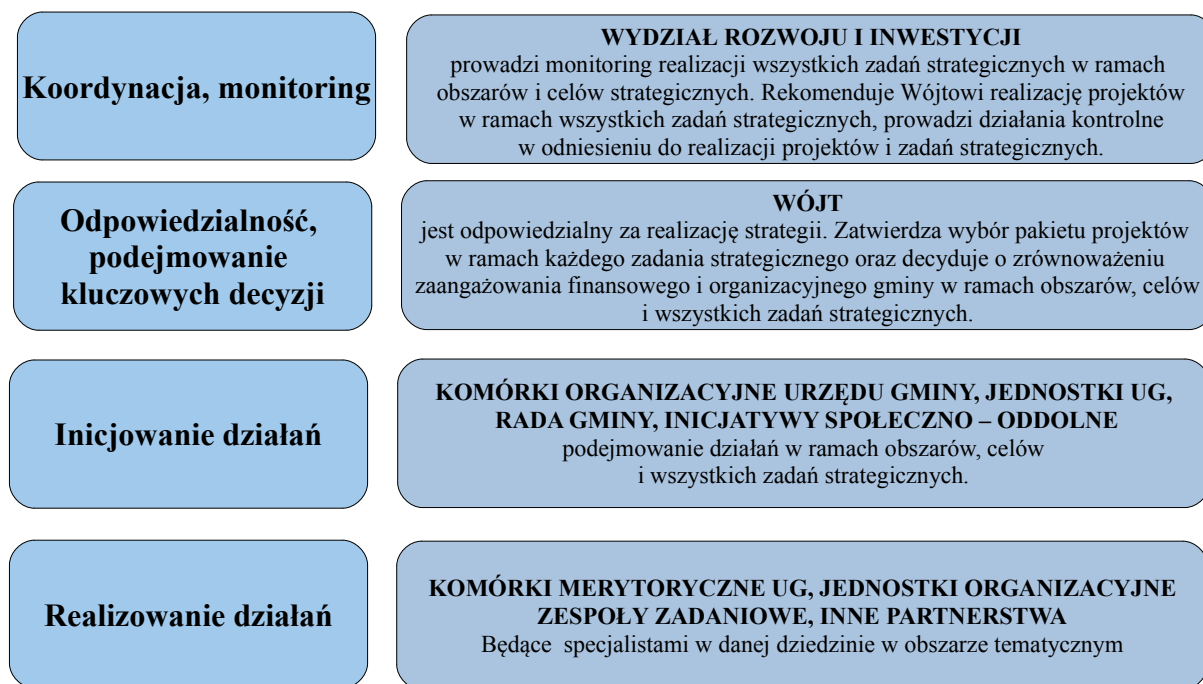 Koordynacja, monitoring
WYDZIAŁ ROZWOJU I INWESTYCJI
prowadzi monitoring realizacji wszystkich zadań strategicznych w ramach
obszarów i celów strategicznych. Rekomenduje Wójtowi realizację projektów
w ramach wszystkich zadań strategicznych, prowadzi działania kontrolne
w odniesieniu do realizacji projektów i zadań strategicznych.
Odpowiedzialność,
podejmowanie
kluczowych decyzji
WÓJT
jest odpowiedzialny za realizację strategii. Zatwierdza wybór pakietu projektów
w ramach każdego zadania strategicznego oraz decyduje o zrównoważeniu
zaangażowania finansowego i organizacyjnego gminy w ramach obszarów, celów
i wszystkich zadań strategicznych.
Inicjowanie działań
KOMÓRKI ORGANIZACYJNE URZĘDU GMINY, JEDNOSTKI UG,
RADA GMINY, INICJATYWY SPOŁECZNO – ODDOLNE
podejmowanie działań w ramach obszarów, celów
i wszystkich zadań strategicznych.
Realizowanie działań
KOMÓRKI MERYTORYCZNE UG, JEDNOSTKI ORGANIZACYJNE
ZESPOŁY ZADANIOWE, INNE PARTNERSTWA
Będące specjalistami w danej dziedzinie w obszarze tematycznym